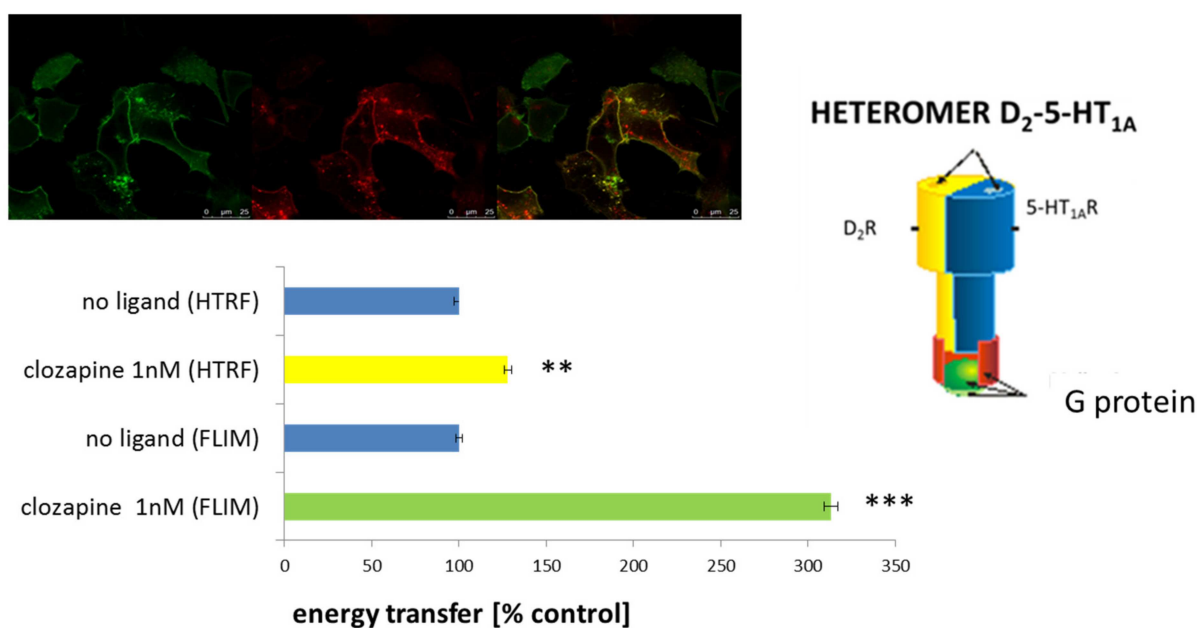 0 µm 25
0 µm 25
0 µm 25
HETEROMER D₂-5-HT₁ₐ
D₂R
5-HT₁ₐR
G protein
no ligand (HTRF)
clozapine 1nM (HTRF)
**
no ligand (FLIM)
clozapine 1nM (FLIM)
***
0 50 100 150 200 250 300 350
energy transfer [% control]